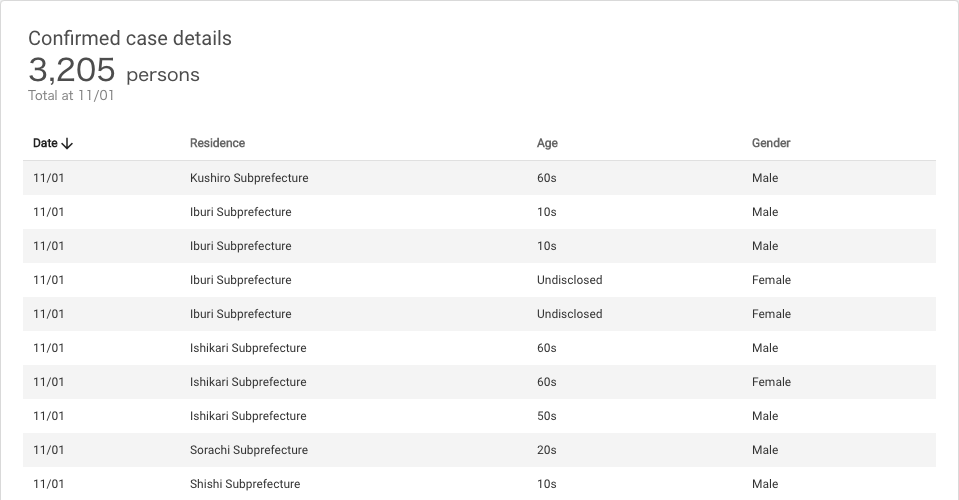 Confirmed case details
3,205 persons
Total at 11/01
Date Residence Age Gender
11/01 Kushiro Subprefecture 60s Male
11/01 Iburi Subprefecture 10s Male
11/01 Iburi Subprefecture 10s Male
11/01 Iburi Subprefecture Undisclosed Female
11/01 Iburi Subprefecture Undisclosed Female
11/01 Ishikari Subprefecture 60s Male
11/01 Ishikari Subprefecture 60s Female
11/01 Ishikari Subprefecture 50s Male
11/01 Sorachi Subprefecture 20s Male
11/01 Shishi Subprefecture 10s Male